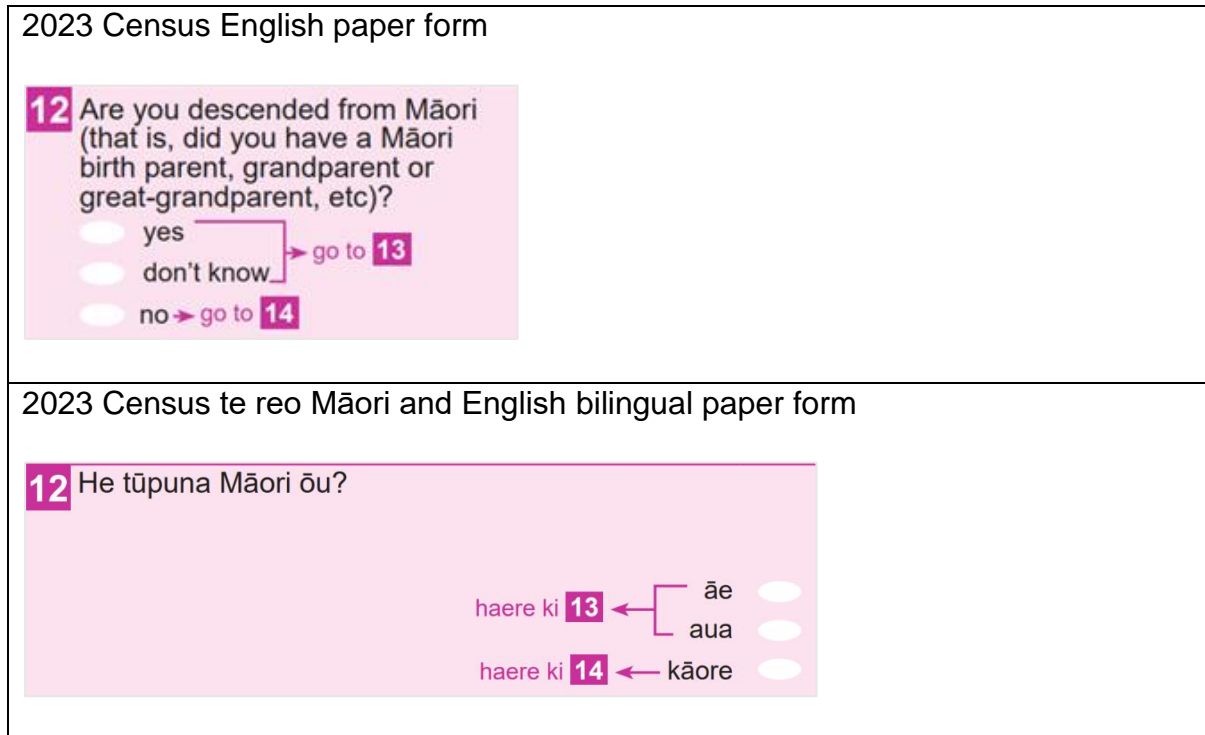 2023 Census English paper form
12 Are you descended from Māori
(that is, did you have a Māori
birth parent, grandparent or
great-grandparent, etc)?
yes
go to 13
don't know
no go to 14
2023 Census te reo Māori and English bilingual paper form
12 He tūpuna Māori ōu?
āe
haere ki 13
aua
haere ki 14 kāore